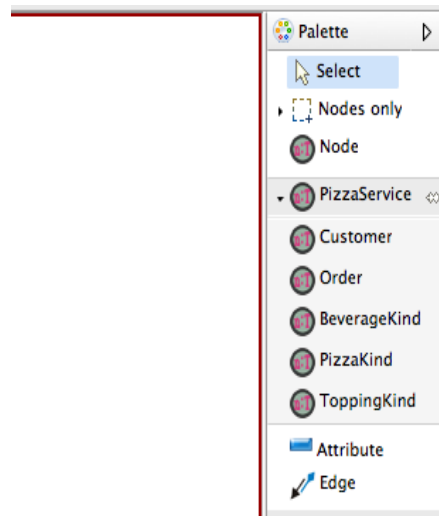 Palette
Select
Nodes only
Node
PizzaService
Customer
Order
BeverageKind
PizzaKind
ToppingKind
Attribute
Edge